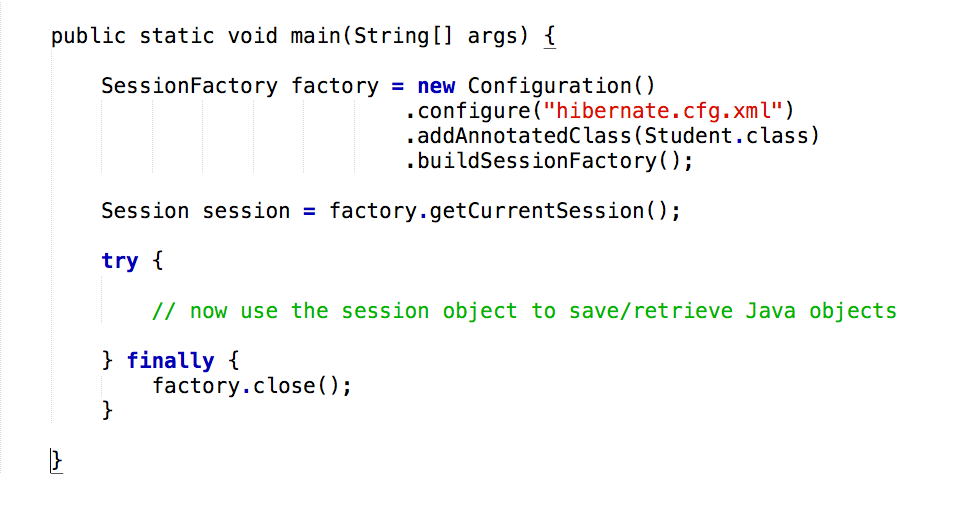 public static void main(String[] args) {
SessionFactory factory = new Configuration()
.configure("hibernate.cfg.xml")
.addAnnotatedClass(Student.class)
.buildSessionFactory();
Session session = factory.getCurrentSession();
try {
// now use the session object to save/retrieve Java objects
} finally {
factory.close();
}
}